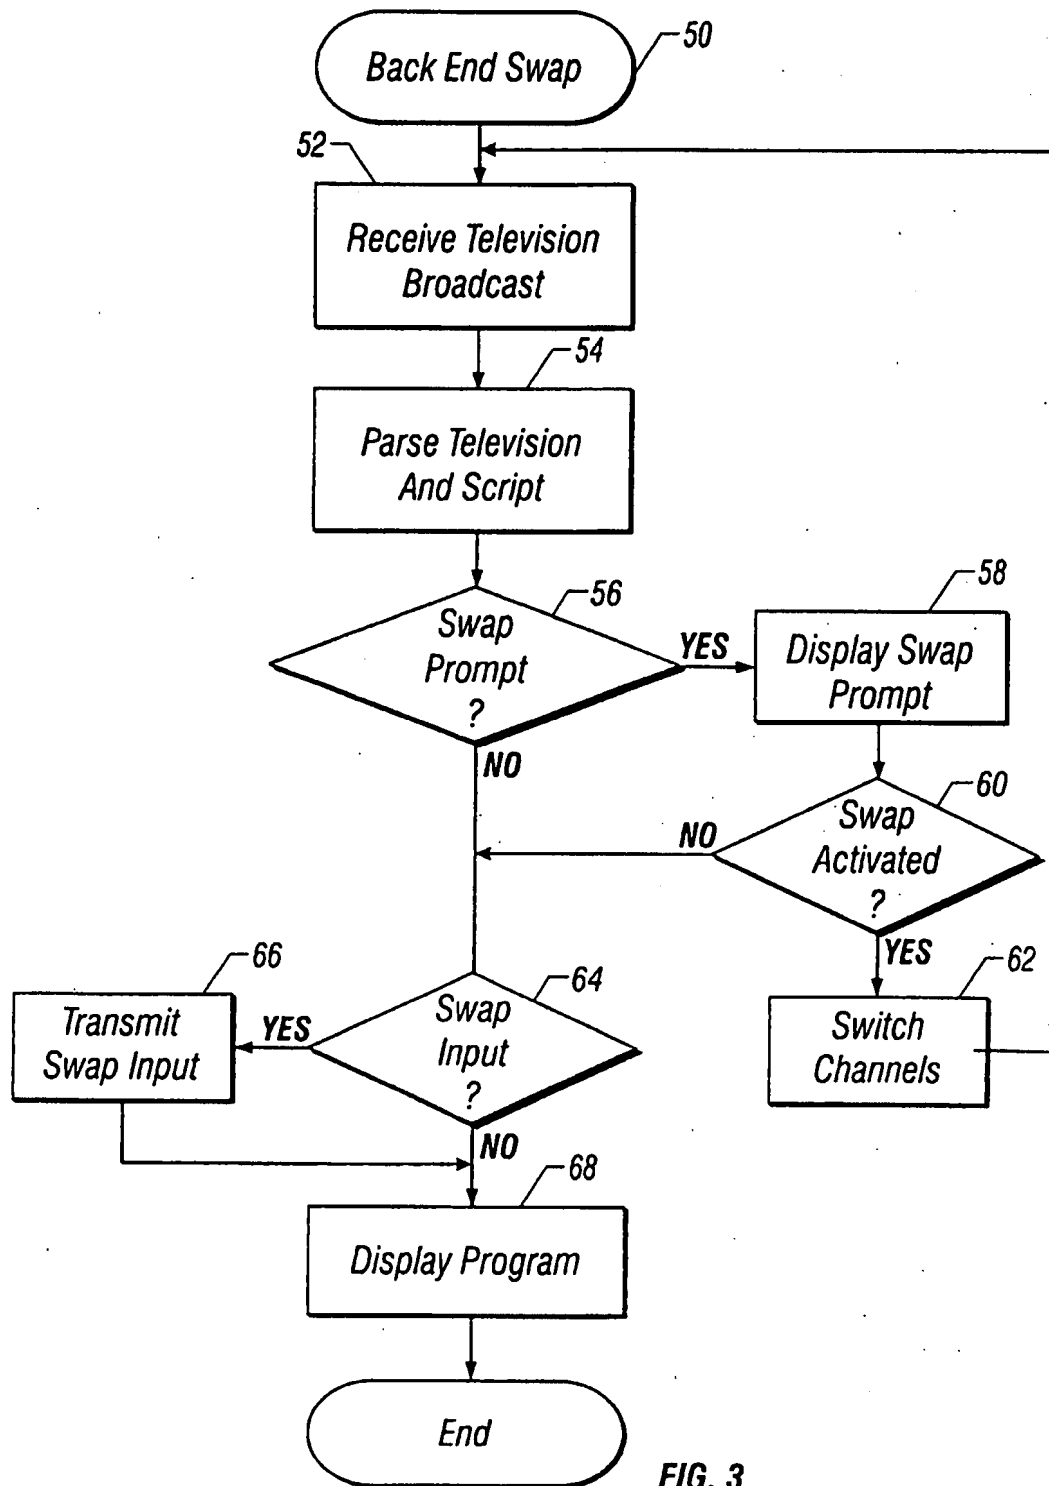 50
Back End Swap
52
Receive Television
Broadcast
54
Parse Television
And Script
56
Swap
Prompt
?
YES
58
Display Swap
Prompt
NO
60
Swap
Activated
?
NO
YES
62
Switch
Channels
64
Swap
Input
?
YES
66
Transmit
Swap Input
NO
68
Display Program
End
FIG. 3